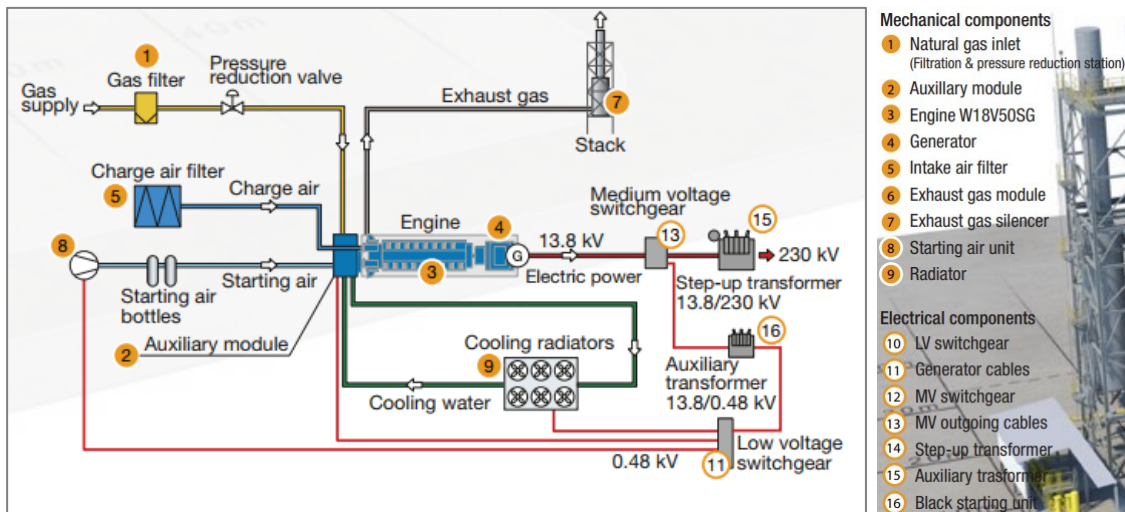 1
Gas filter
Pressure
reduction valve
Gas
supply
Exhaust gas
7
Stack
Charge air filter
5
Charge air
Medium voltage
switchgear
15
Engine
4
13
8
13.8 kV
230 kV
G
3
Electric power
Starting air
Step-up transformer
13.8/230 kV
Starting air
bottles
16
2
Auxiliary module
Cooling radiators
9
Auxiliary
transformer
13.8/0.48 kV
Cooling water
0.48 kV
11
Low voltage
switchgear
Mechanical components
1 Natural gas inlet
(Filtration & pressure reduction station)
2 Auxillary module
3 Engine W18V50SG
4 Generator
5 Intake air filter
6 Exhaust gas module
7 Exhaust gas silencer
8 Starting air unit
9 Radiator
Electrical components
10 LV switchgear
11 Generator cables
12 MV switchgear
13 MV outgoing cables
14 Step-up transformer
15 Auxiliary trasformer
16 Black starting unit